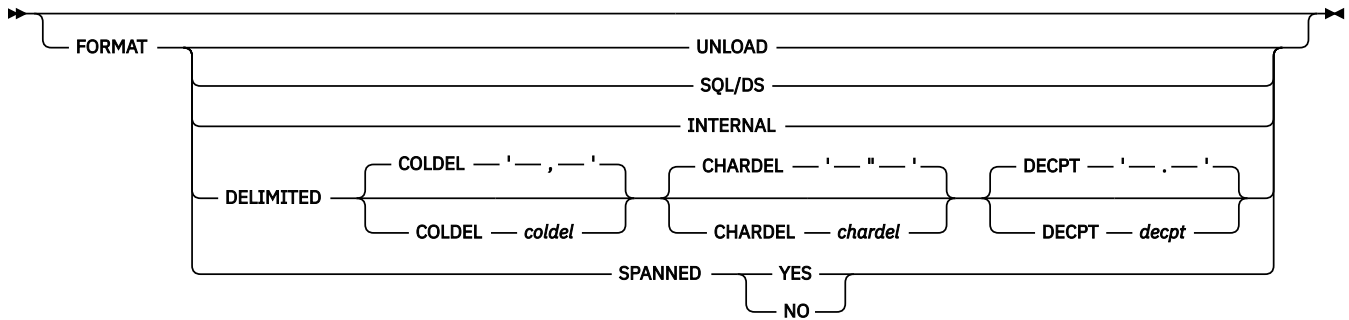 FORMAT UNLOAD
SQL/DS
INTERNAL
COLDEL ' , ' CHARDEL ' " ' DECPT ' . '
DELIMITED
COLDEL coldel CHARDEL chardel DECPT decpt
SPANNED YES
NO